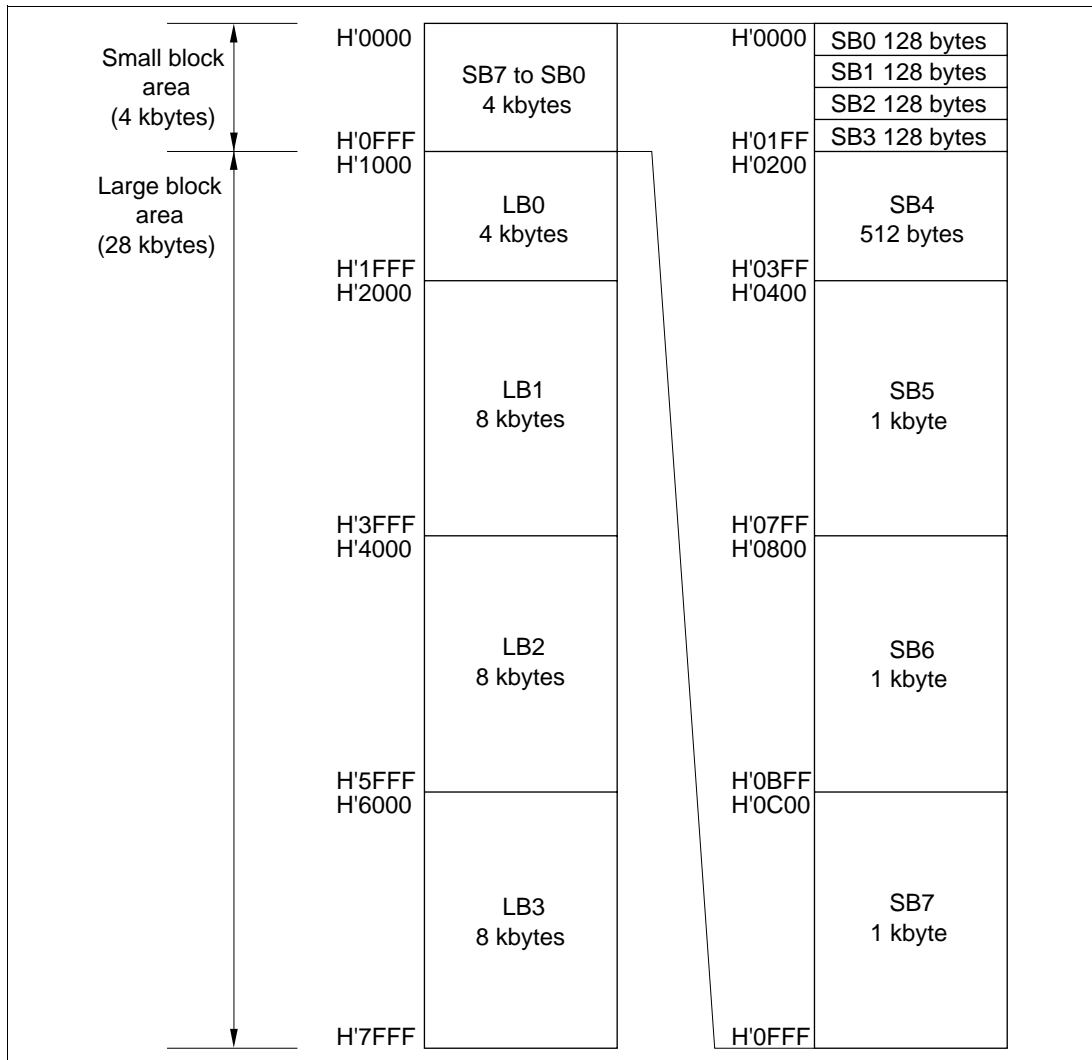 Small block
area
(4 kbytes)
Large block
area
(28 kbytes)
H'0000
SB7 to SB0
4 kbytes
H'0FFF
H'1000
LB0
4 kbytes
H'1FFF
H'2000
LB1
8 kbytes
H'3FFF
H'4000
LB2
8 kbytes
H'5FFF
H'6000
LB3
8 kbytes
H'7FFF
H'0000
SB0 128 bytes
SB1 128 bytes
SB2 128 bytes
SB3 128 bytes
H'01FF
H'0200
SB4
512 bytes
H'03FF
H'0400
SB5
1 kbyte
H'07FF
H'0800
SB6
1 kbyte
H'0BFF
H'0C00
SB7
1 kbyte
H'0FFF